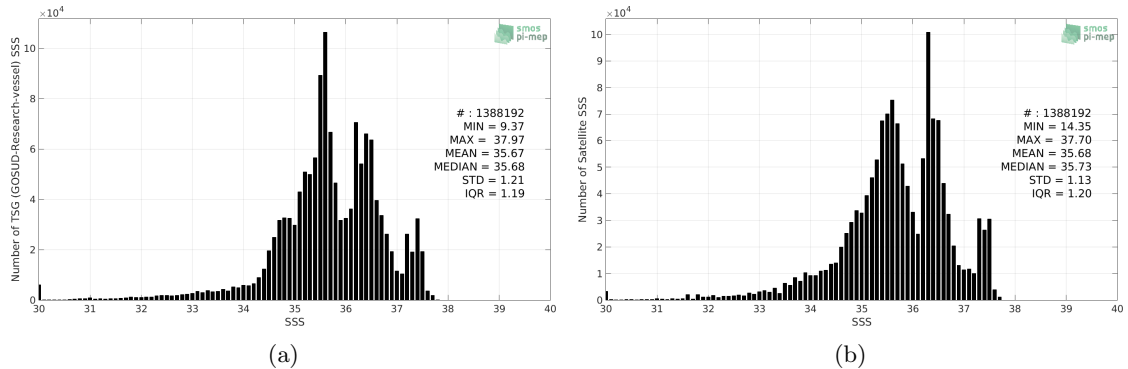 ×10⁴
smos
pi-mep
Number of TSG (GOSUD-Research-vessel) SSS
10
8
6
4
2
0
# : 1388192
MIN = 9.37
MAX = 37.97
MEAN = 35.67
MEDIAN = 35.68
STD = 1.21
IQR = 1.19
30 31 32 33 34 35 36 37 38 39 40
SSS
(a)
×10⁴
smos
pi-mep
Number of Satellite SSS
10
9
8
7
6
5
4
3
2
1
0
# : 1388192
MIN = 14.35
MAX = 37.70
MEAN = 35.68
MEDIAN = 35.73
STD = 1.13
IQR = 1.20
30 31 32 33 34 35 36 37 38 39 40
SSS
(b)